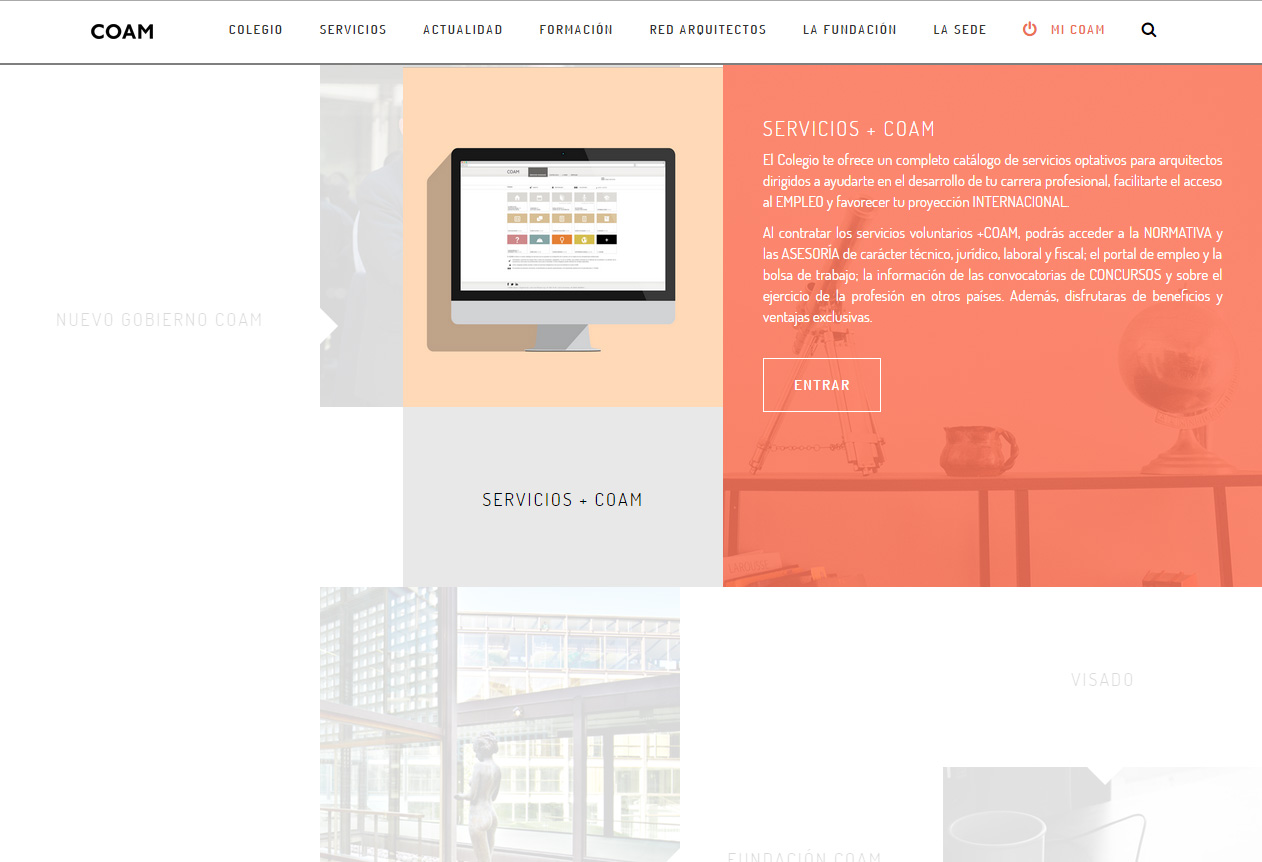 COAM
COLEGIO SERVICIOS ACTUALIDAD FORMACIÓN RED ARQUITECTOS LA FUNDACIÓN LA SEDE MI COAM
SERVICIOS + COAM
El Colegio te ofrece un completo catálogo de servicios optativos para arquitectos
dirigidos a ayudarte en el desarrollo de tu carrera profesional, facilitarte el acceso
al EMPLEO y favorecer tu proyección INTERNACIONAL.
Al contratar los servicios voluntarios +COAM, podrás acceder a la NORMATIVA y
las ASESORÍA de carácter técnico, jurídico, laboral y fiscal; el portal de empleo y la
bolsa de trabajo; la información de las convocatorias de CONCURSOS y sobre el
ejercicio de la profesión en otros países. Además, disfrutaras de beneficios y
ventajas exclusivas.
ENTRAR
COAM
NUEVO GOBIERNO COAM
SERVICIOS + COAM
VISADO
FUNDACIÓN COAM